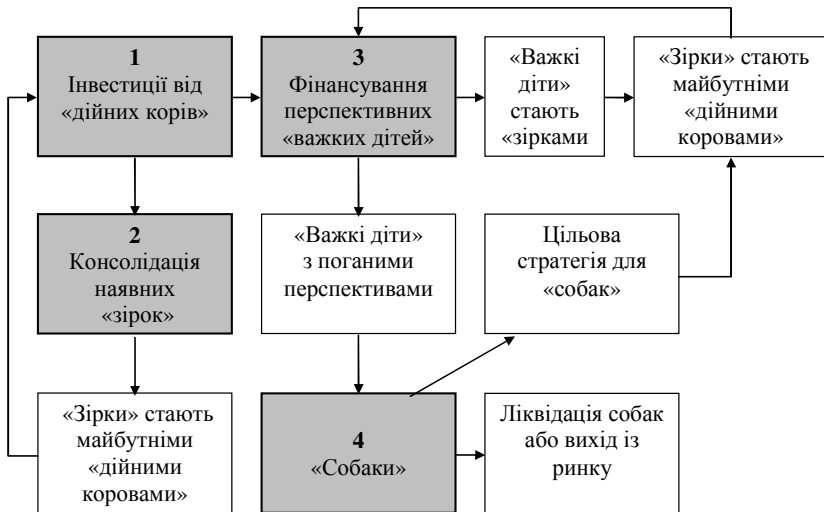 1
Інвестиції від
«дійних корів»
3
Фінансування
перспективних
«важких дітей»
«Важкі
діти»
стають
«зірками
«Зірки» стають
майбутніми
«дійними
коровами»
2
Консолідація
наявних
«зірок»
«Важкі діти»
з поганими
перспективами
Цільова
стратегія для
«собак»
«Зірки» стають
майбутніми
«дійними
коровами»
4
«Собаки»
Ліквідація собак
або вихід із
ринку